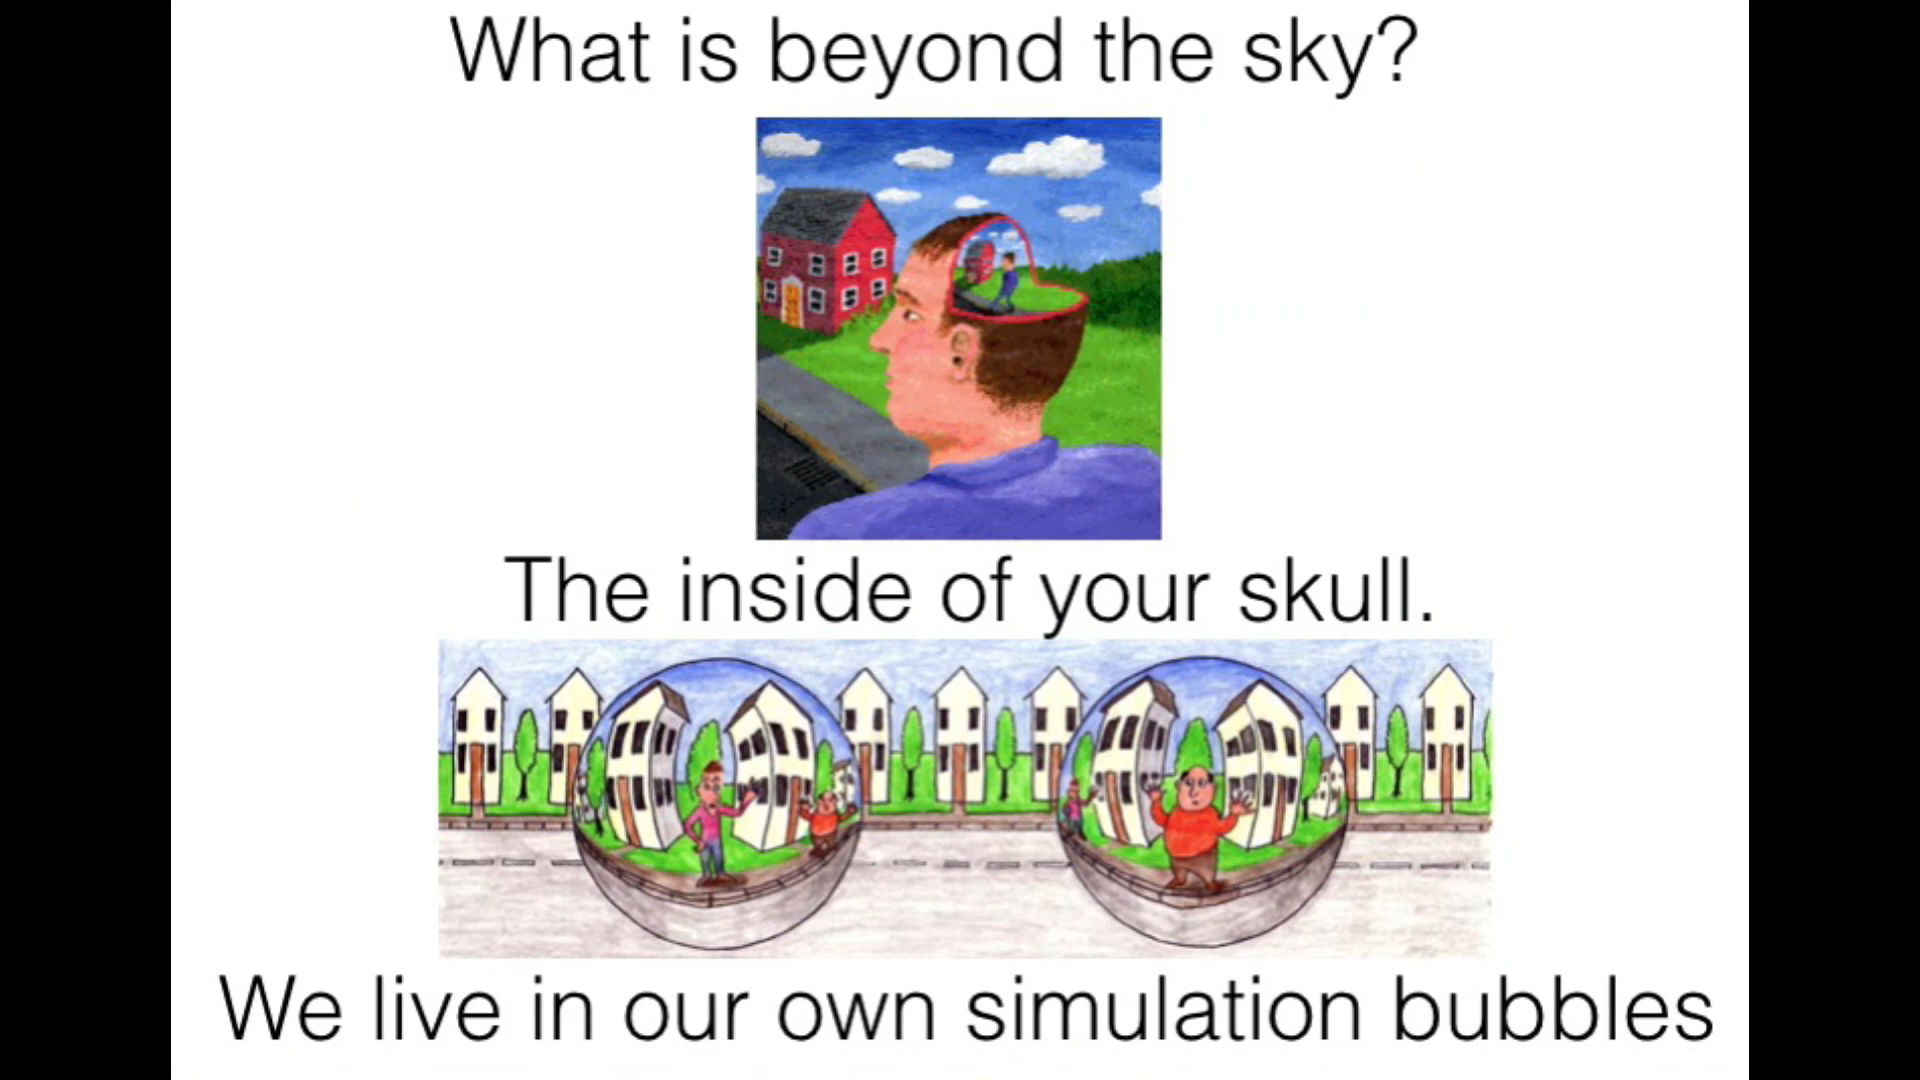 What is beyond the sky?
The inside of your skull.
We live in our own simulation bubbles